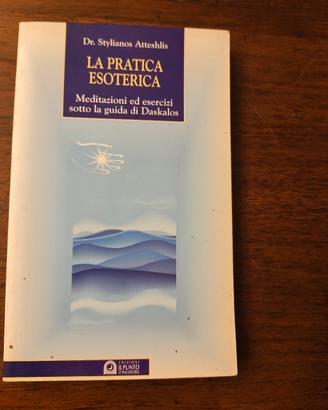 Dr. Stylianos Atteshlis
LA PRATICA
ESOTERICA
Meditazioni ed esercizi
sotto la guida di Daskalos
EDIZIONI
IL PUNTO
D'INCONTRO